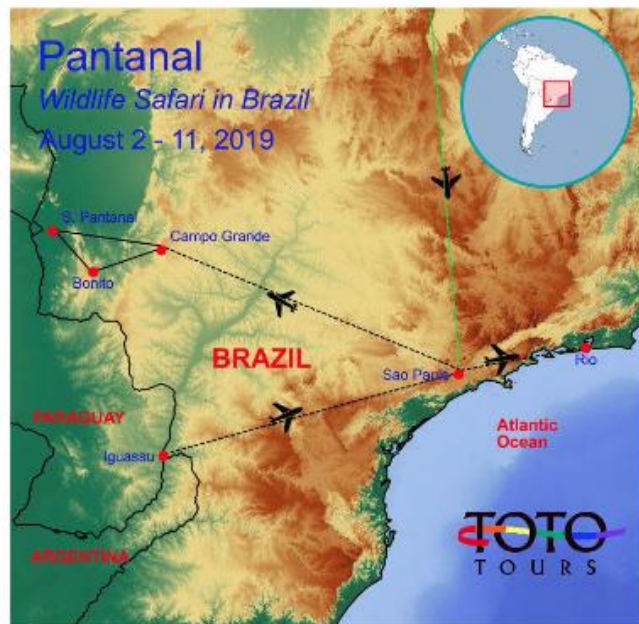 Pantanal
Wildlife Safari in Brazil
August 2 - 11, 2019
S. Pantanal
Campo Grande
Bonito
BRAZIL
Sao Paulo
Rio
PARAGUAY
Atlantic
Ocean
Iguassu
ARGENTINA
TOTO
TOURS